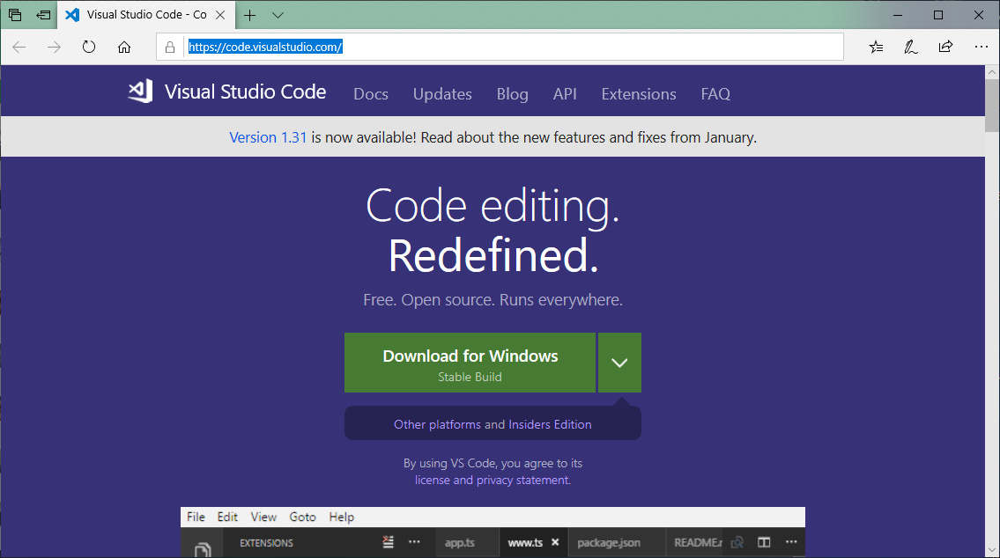 Visual Studio Code - Co
https://code.visualstudio.com/
Visual Studio Code Docs Updates Blog API Extensions FAQ
Version 1.31 is now available! Read about the new features and fixes from January.
Code editing.
Redefined.
Free. Open source. Runs everywhere.
Download for Windows
Stable Build
Other platforms and Insiders Edition
By using VS Code, you agree to its
license and privacy statement.
File Edit View Goto Help
EXTENSIONS app.ts www.ts package.json README.r